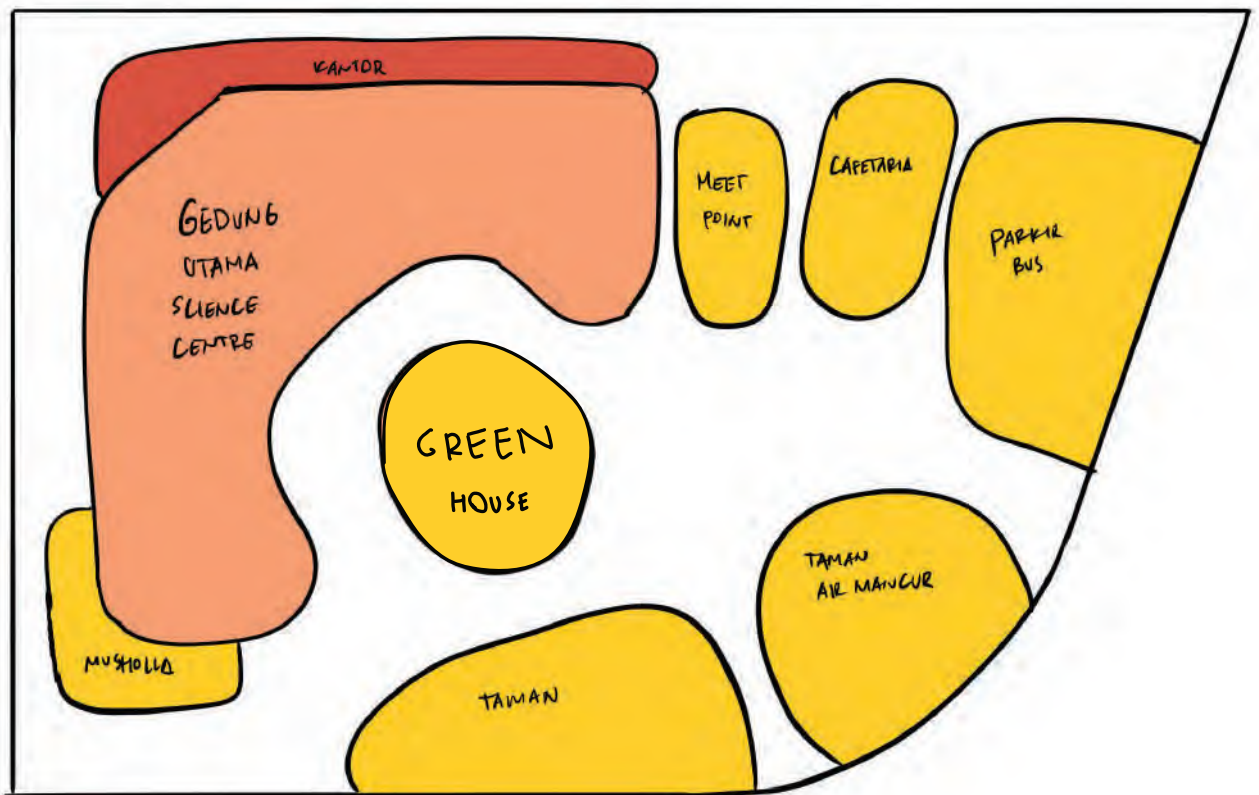 KANTOR
GEDUNG
UTAMA
SCIENCE
CENTRE
MEET
POINT
CAFETARIA
PARKIR
BUS
GREEN
HOUSE
TAMAN
AIR MANCUR
MUSHOLLA
TAMAN